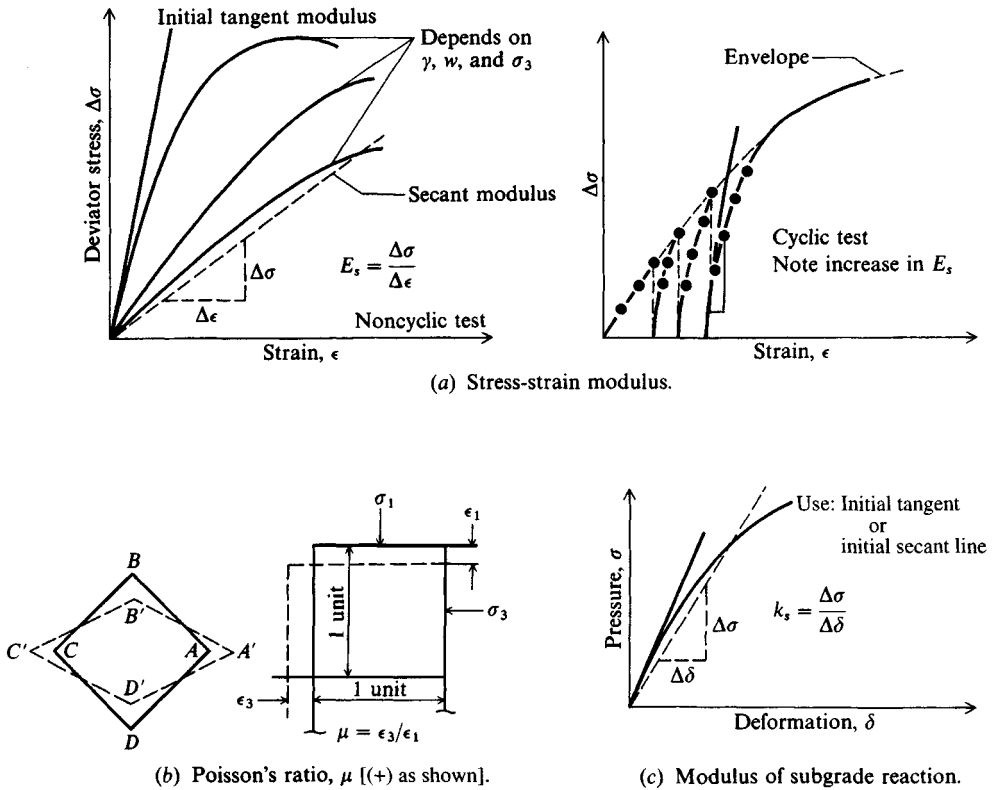 Initial tangent modulus
Depends on
γ, w, and σ3
Deviator stress, Δσ
Secant modulus
Δσ
Δϵ
Es = Δσ/Δϵ
Noncyclic test
Strain, ϵ
Envelope
Δσ
Cyclic test
Note increase in Es
Strain, ϵ
(a) Stress-strain modulus.
B
B′
C′
C
A
A′
D′
D
σ1
ϵ1
1 unit
σ3
1 unit
ϵ3
μ = ϵ3/ϵ1
(b) Poisson's ratio, μ [(+) as shown].
Pressure, σ
Use: Initial tangent
or
initial secant line
Δσ
ks = Δσ/Δδ
Δδ
Deformation, δ
(c) Modulus of subgrade reaction.